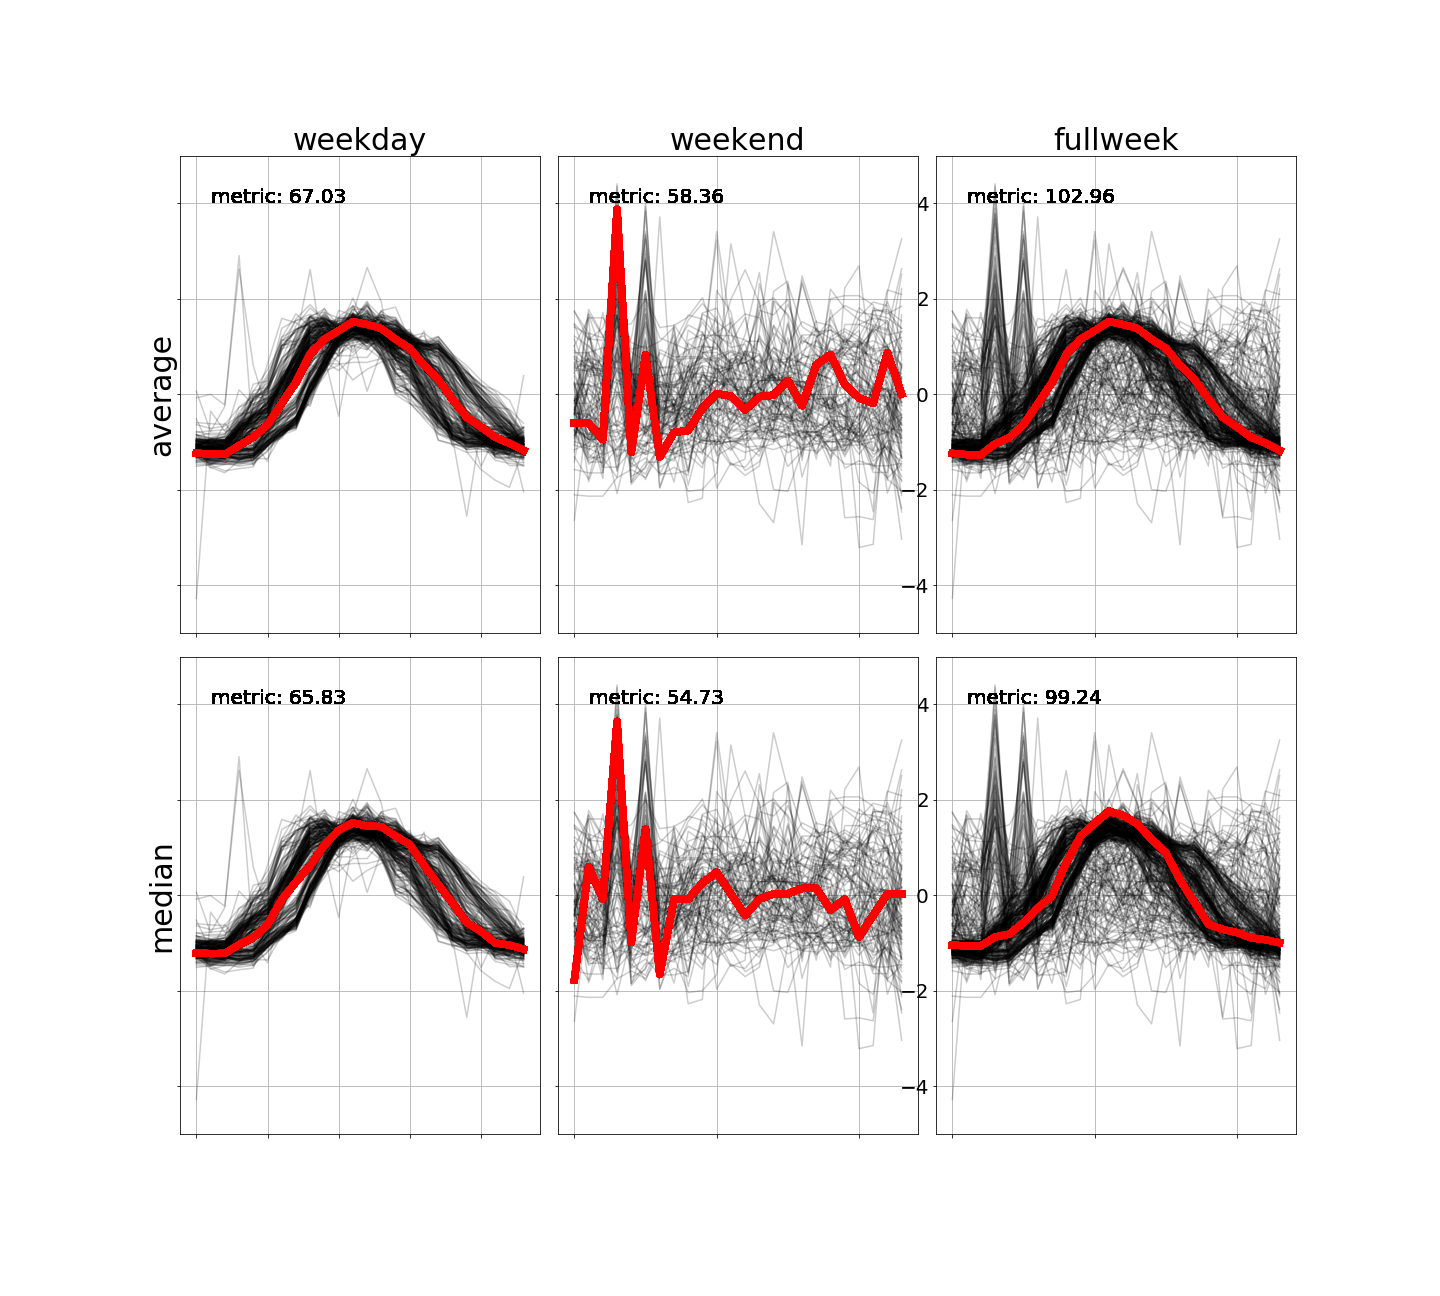 weekday
weekend
fullweek
average
metric: 67.03
metric: 58.36
metric: 102.96
4
2
0
−2
−4
median
metric: 65.83
metric: 54.73
metric: 99.24
4
2
0
−2
−4